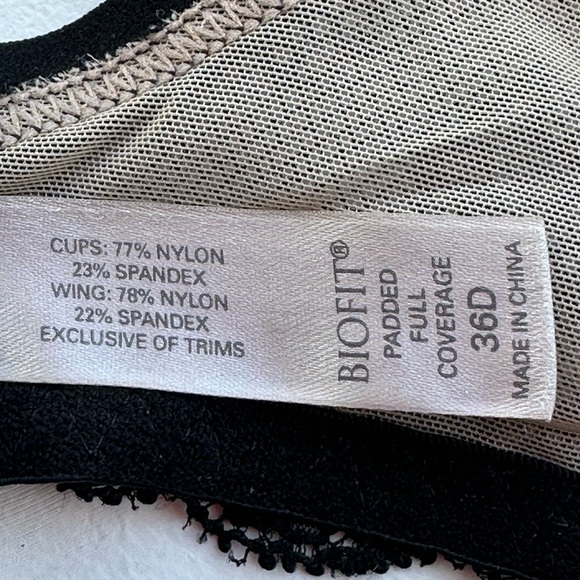 CUPS: 77% NYLON
23% SPANDEX
WING: 78% NYLON
22% SPANDEX
EXCLUSIVE OF TRIMS
BIOFIT®
PADDED
FULL
COVERAGE
36D
MADE IN CHINA